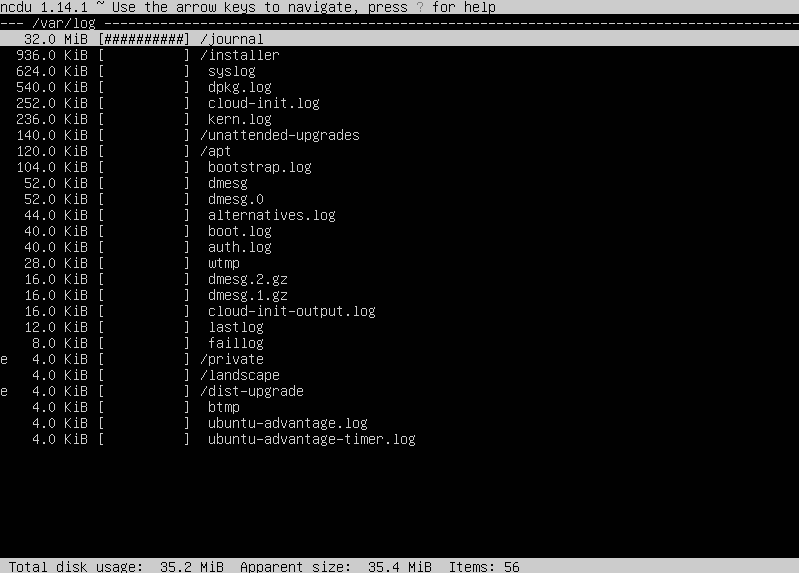 ncdu 1.14.1 ~ Use the arrow keys to navigate, press ? for help
--- /var/log ----------------------------------------------------------------------------------------
   32.0 MiB [##########] /journal
  936.0 KiB [          ] /installer
  624.0 KiB [          ]  syslog
  540.0 KiB [          ]  dpkg.log
  252.0 KiB [          ]  cloud-init.log
  236.0 KiB [          ]  kern.log
  140.0 KiB [          ] /unattended-upgrades
  120.0 KiB [          ] /apt
  104.0 KiB [          ]  bootstrap.log
   52.0 KiB [          ]  dmesg
   52.0 KiB [          ]  dmesg.0
   44.0 KiB [          ]  alternatives.log
   40.0 KiB [          ]  boot.log
   40.0 KiB [          ]  auth.log
   28.0 KiB [          ]  wtmp
   16.0 KiB [          ]  dmesg.2.gz
   16.0 KiB [          ]  dmesg.1.gz
   16.0 KiB [          ]  cloud-init-output.log
   12.0 KiB [          ]  lastlog
    8.0 KiB [          ]  faillog
e   4.0 KiB [          ] /private
    4.0 KiB [          ] /landscape
e   4.0 KiB [          ] /dist-upgrade
    4.0 KiB [          ]  btmp
    4.0 KiB [          ]  ubuntu-advantage.log
    4.0 KiB [          ]  ubuntu-advantage-timer.log
 Total disk usage:  35.2 MiB  Apparent size:  35.4 MiB  Items: 56